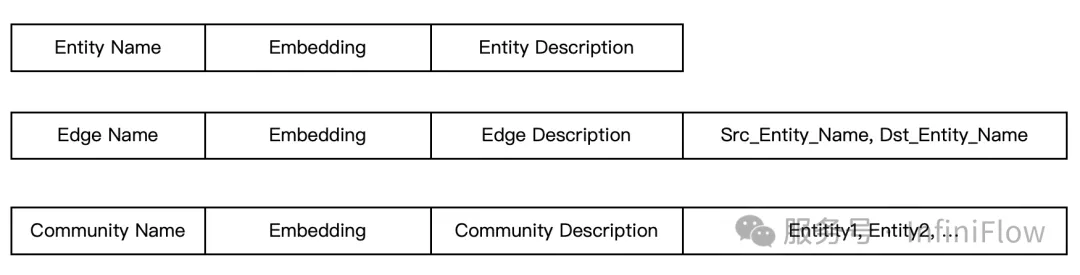 Entity Name Embedding Entity Description
Edge Name Embedding Edge Description Src_Entity_Name, Dst_Entity_Name
Community Name Embedding Community Description Entitity1, Entity2, ...
服务号 InfiniFlow